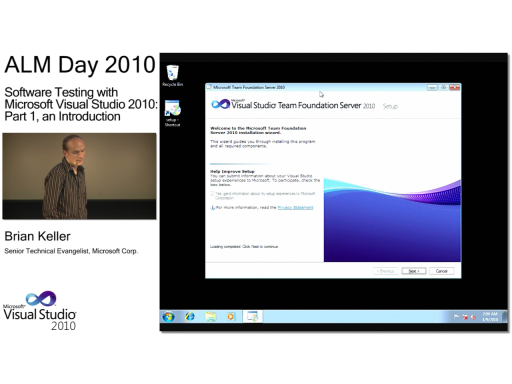 ALM Day 2010
Software Testing with
Microsoft Visual Studio 2010:
Part 1, an Introduction
Brian Keller
Senior Technical Evangelist, Microsoft Corp.
Microsoft
Visual Studio
2010
Recycle Bin
setup -
Shortcut
Microsoft Team Foundation Server 2010
Microsoft
Visual Studio Team Foundation Server 2010 Setup
Welcome to the Microsoft Team Foundation
Server 2010 installation wizard.
This wizard guides you through installing this program
and all required components.
Help Improve Setup
You can submit information about your Visual Studio
setup experiences to Microsoft. To participate, check the
box below.
Yes, send information about my setup experiences to Microsoft
Corporation
For more information, read the Privacy Statement
Loading completed. Click Next to continue
< Previous Next > Cancel
7:00 AM